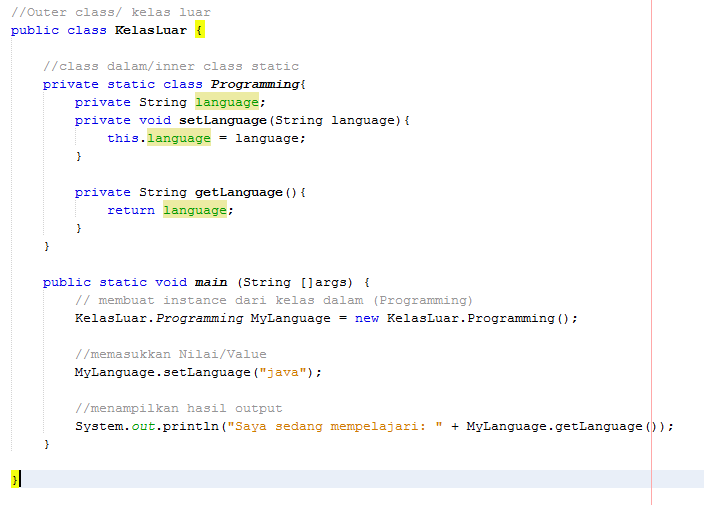 //Outer class/ kelas luar
public class KelasLuar {
//class dalam/inner class static
private static class Programming{
private String language;
private void setLanguage(String language){
this.language = language;
}
private String getLanguage(){
return language;
}
}
public static void main (String []args) {
// membuat instance dari kelas dalam (Programming)
KelasLuar.Programming MyLanguage = new KelasLuar.Programming();
//memasukkan Nilai/Value
MyLanguage.setLanguage("java");
//menampilkan hasil output
System.out.println("Saya sedang mempelajari: " + MyLanguage.getLanguage());
}
}